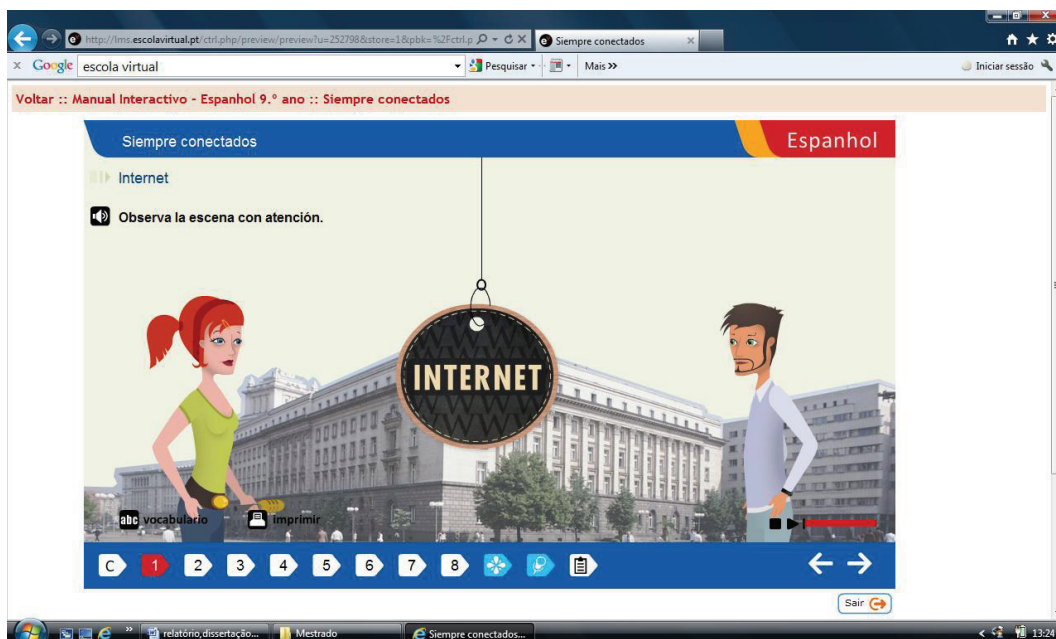 http://lms.escolavirtual.pt/ctrl.php/preview/preview?u=252798&store=1&pbk=%2Fctrl.p
Siempre conectados
Google
escola virtual
Pesquisar
Mais
Iniciar sessão
Voltar :: Manual Interactivo - Espanhol 9.º ano :: Siempre conectados
Siempre conectados
Espanhol
Internet
Observa la escena con atención.
INTERNET
abc vocabulario
imprimir
C 1 2 3 4 5 6 7 8
Sair
relatório,dissertação...
Mestrado
Siempre conectados...
13:24